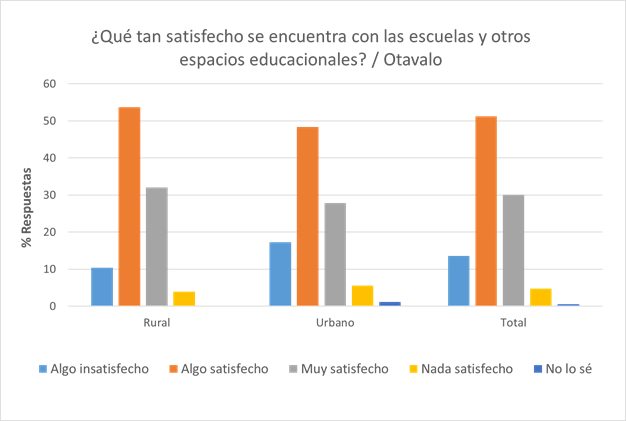 ¿Qué tan satisfecho se encuentra con las escuelas y otros
espacios educacionales? / Otavalo
60
50
40
30
20
10
0
% Respuestas
Rural
Urbano
Total
Algo insatisfecho
Algo satisfecho
Muy satisfecho
Nada satisfecho
No lo sé